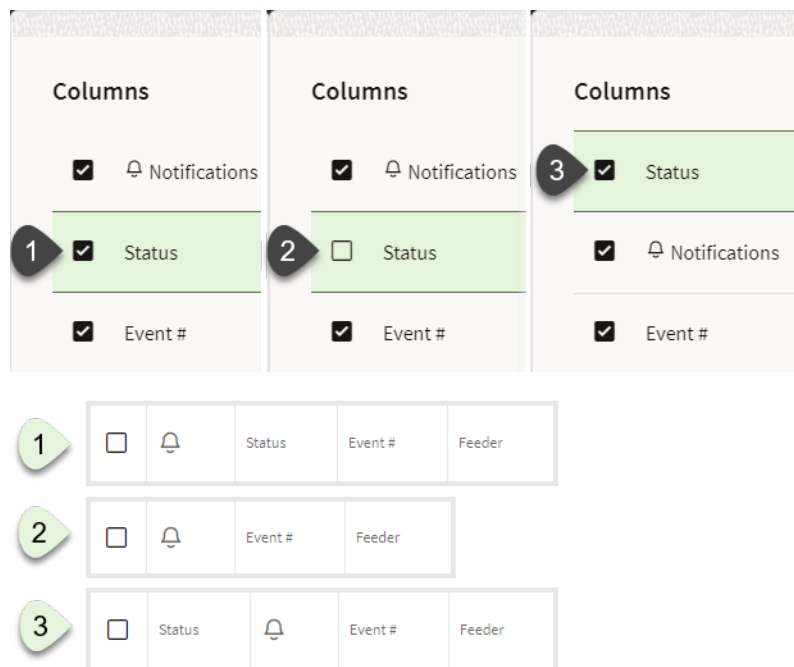 Columns
Notifications
1
Status
Event #
Columns
Notifications
2
Status
Event #
Columns
3
Status
Notifications
Event #
1
Status Event # Feeder
2
Event # Feeder
3
Status Event # Feeder